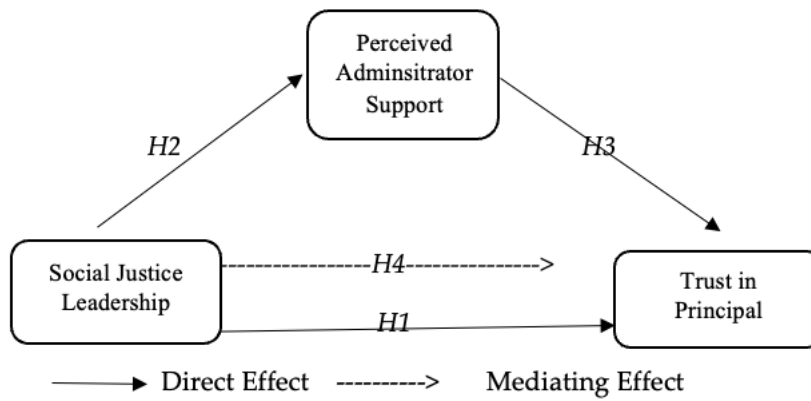 Perceived
Adminsitrator
Support
H2
H3
Social Justice
Leadership
H4
Trust in
Principal
H1
Direct Effect
Mediating Effect